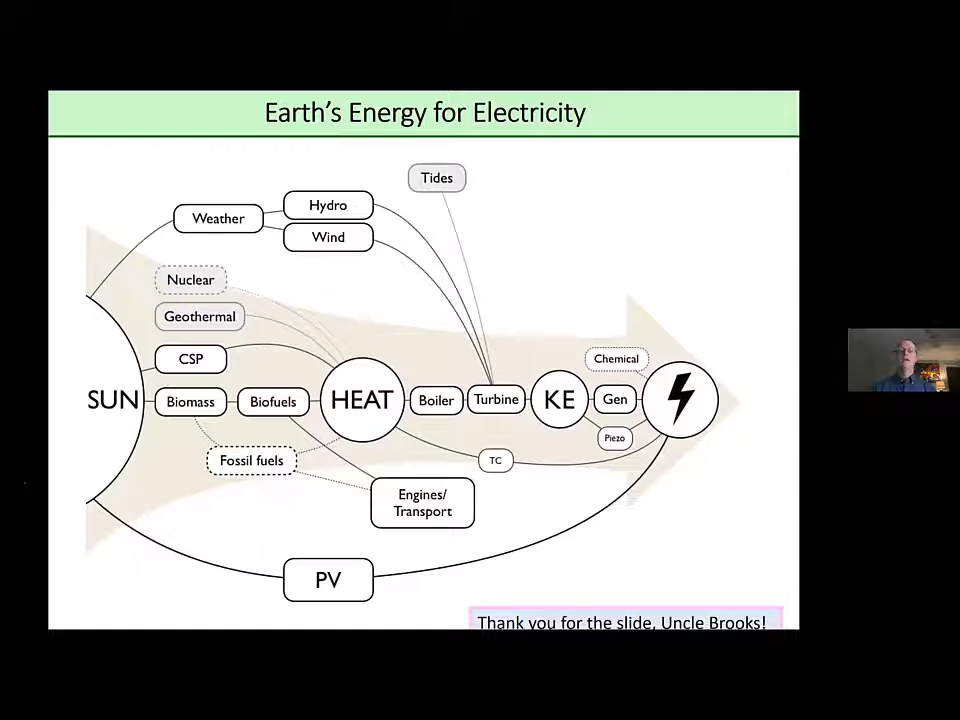 Earth's Energy for Electricity
Tides
Hydro
Weather
Wind
Nuclear
Geothermal
CSP
Chemical
SUN
Biomass
Biofuels
HEAT
Boiler
Turbine
KE
Gen
Piezo
Fossil fuels
TC
Engines/
Transport
PV
Thank you for the slide, Uncle Brooks!